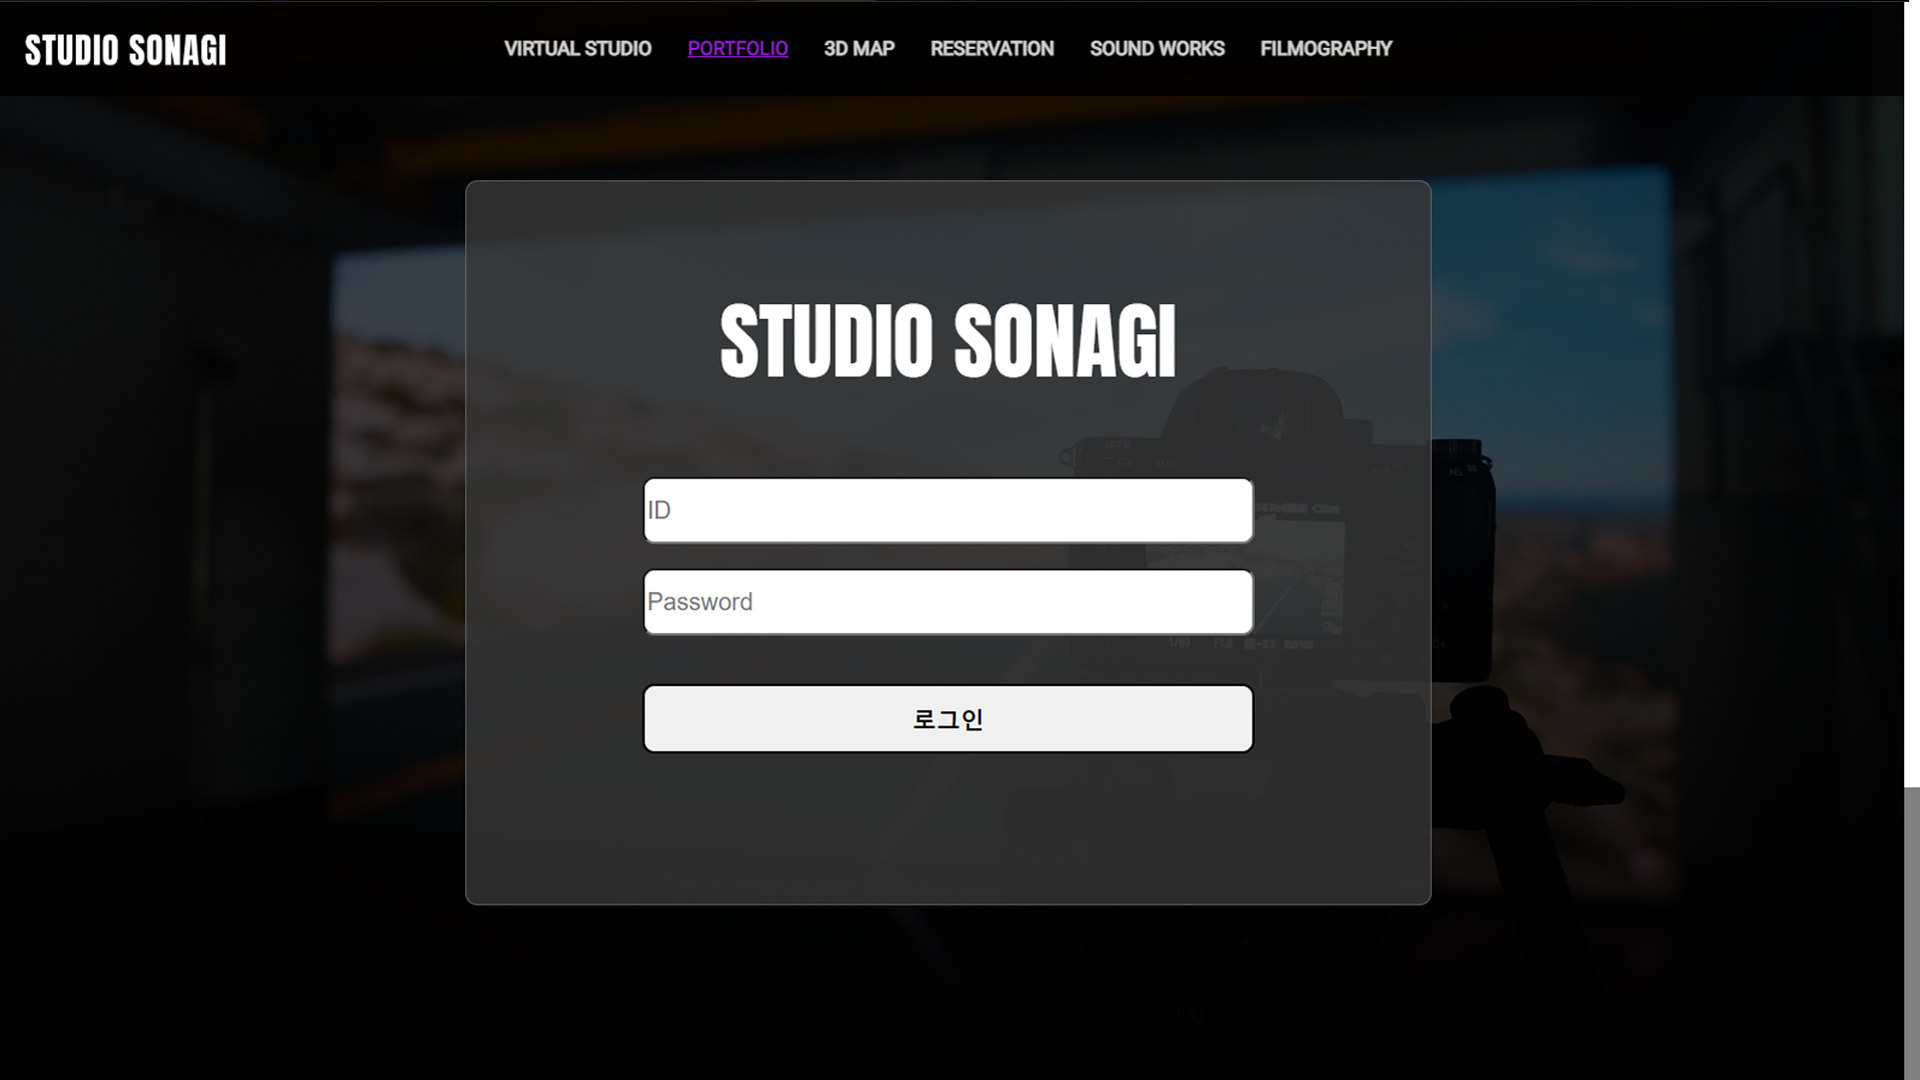 STUDIO SONAGI
VIRTUAL STUDIO PORTFOLIO 3D MAP RESERVATION SOUND WORKS FILMOGRAPHY
STUDIO SONAGI
ID
Password
로그인